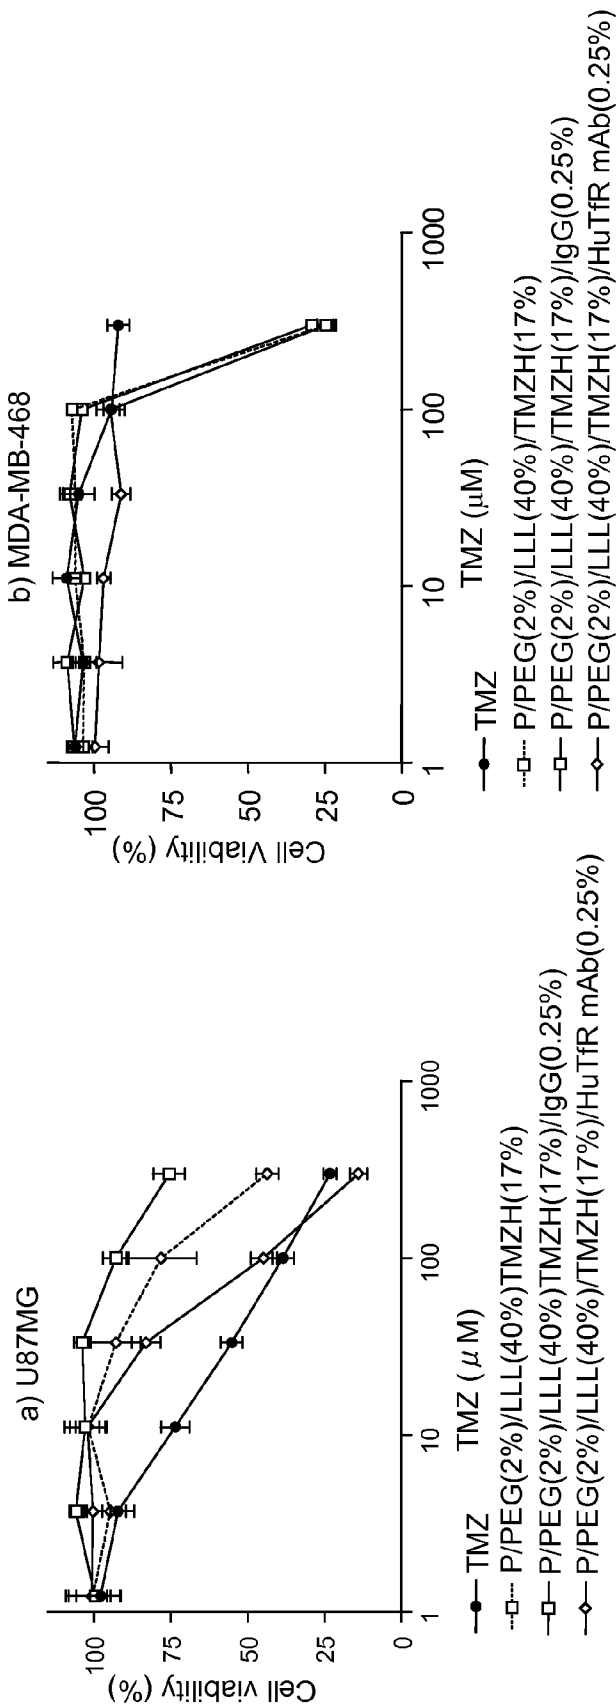 a) U87MG
Cell viability (%)
100
75
50
25
0
1
10
100
1000
TMZ (μ M)
TMZ
P/PEG(2%)/LLL(40%)TMZH(17%)
P/PEG(2%)/LLL(40%)TMZH(17%)/IgG(0.25%)
P/PEG(2%)/LLL(40%)/TMZH(17%)/HuTfR mAb(0.25%)
b) MDA-MB-468
Cell Viability (%)
100
75
50
25
0
1
10
100
1000
TMZ (μM)
TMZ
P/PEG(2%)/LLL(40%)/TMZH(17%)
P/PEG(2%)/LLL(40%)/TMZH(17%)/IgG(0.25%)
P/PEG(2%)/LLL(40%)/TMZH(17%)/HuTfR mAb(0.25%)